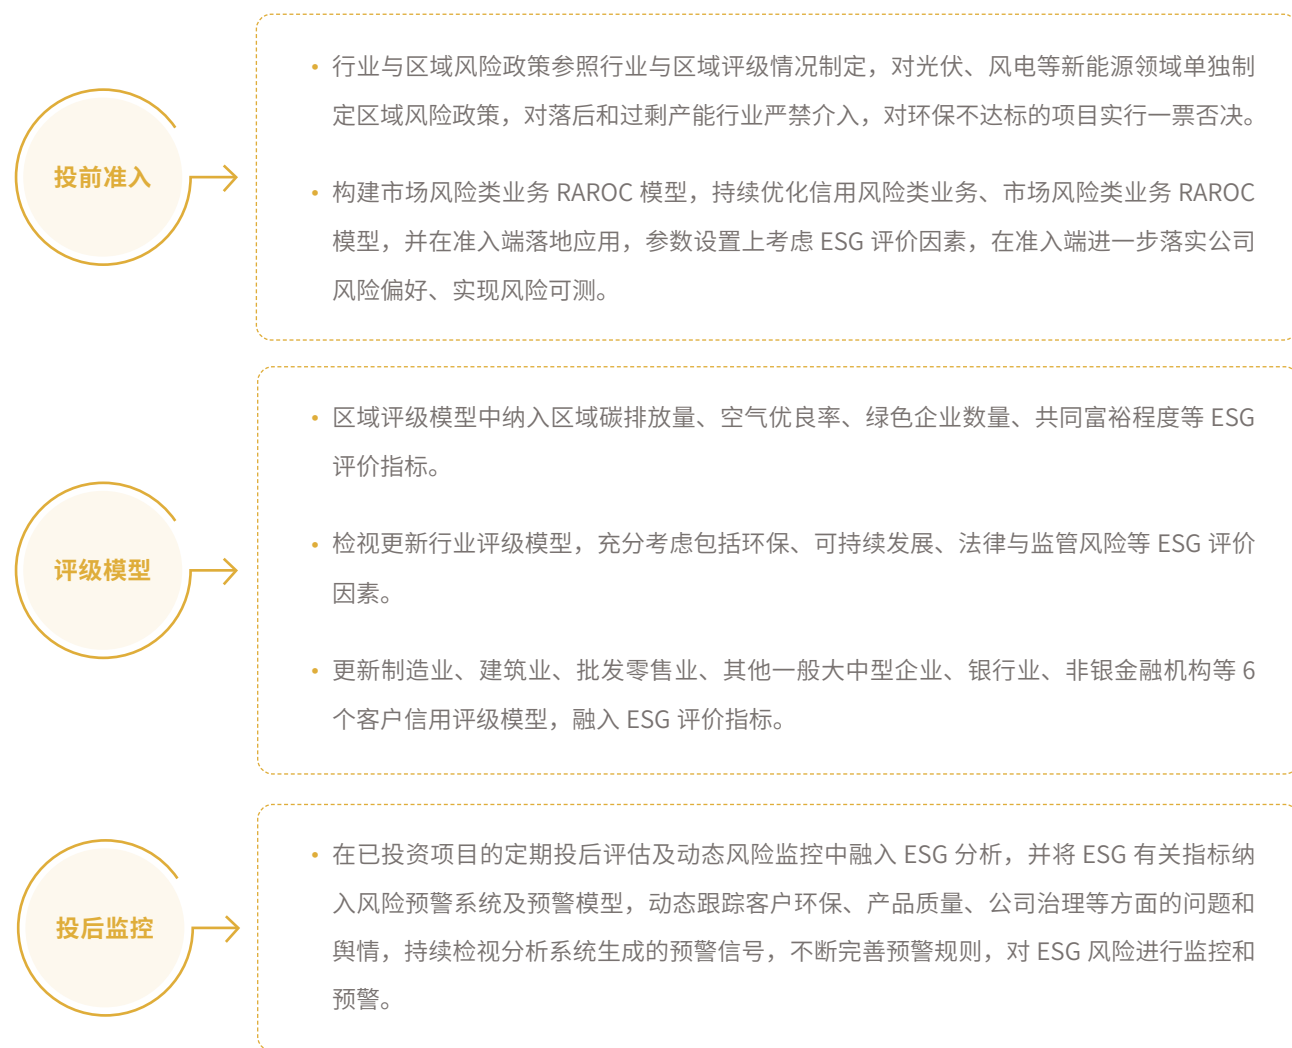 投前准入
• 行业与区域风险政策参照行业与区域评级情况制定，对光伏、风电等新能源领域单独制
定区域风险政策，对落后和过剩产能行业严禁介入，对环保不达标的项目实行一票否决。
• 构建市场风险类业务 RAROC 模型，持续优化信用风险类业务、市场风险类业务 RAROC
模型，并在准入端落地应用，参数设置上考虑 ESG 评价因素，在准入端进一步落实公司
风险偏好、实现风险可测。
评级模型
• 区域评级模型中纳入区域碳排放量、空气优良率、绿色企业数量、共同富裕程度等 ESG
评价指标。
• 检视更新行业评级模型，充分考虑包括环保、可持续发展、法律与监管风险等 ESG 评价
因素。
• 更新制造业、建筑业、批发零售业、其他一般大中型企业、银行业、非银金融机构等 6
个客户信用评级模型，融入 ESG 评价指标。
投后监控
• 在已投资项目的定期投后评估及动态风险监控中融入 ESG 分析，并将 ESG 有关指标纳
入风险预警系统及预警模型，动态跟踪客户环保、产品质量、公司治理等方面的问题和
舆情，持续检视分析系统生成的预警信号，不断完善预警规则，对 ESG 风险进行监控和
预警。